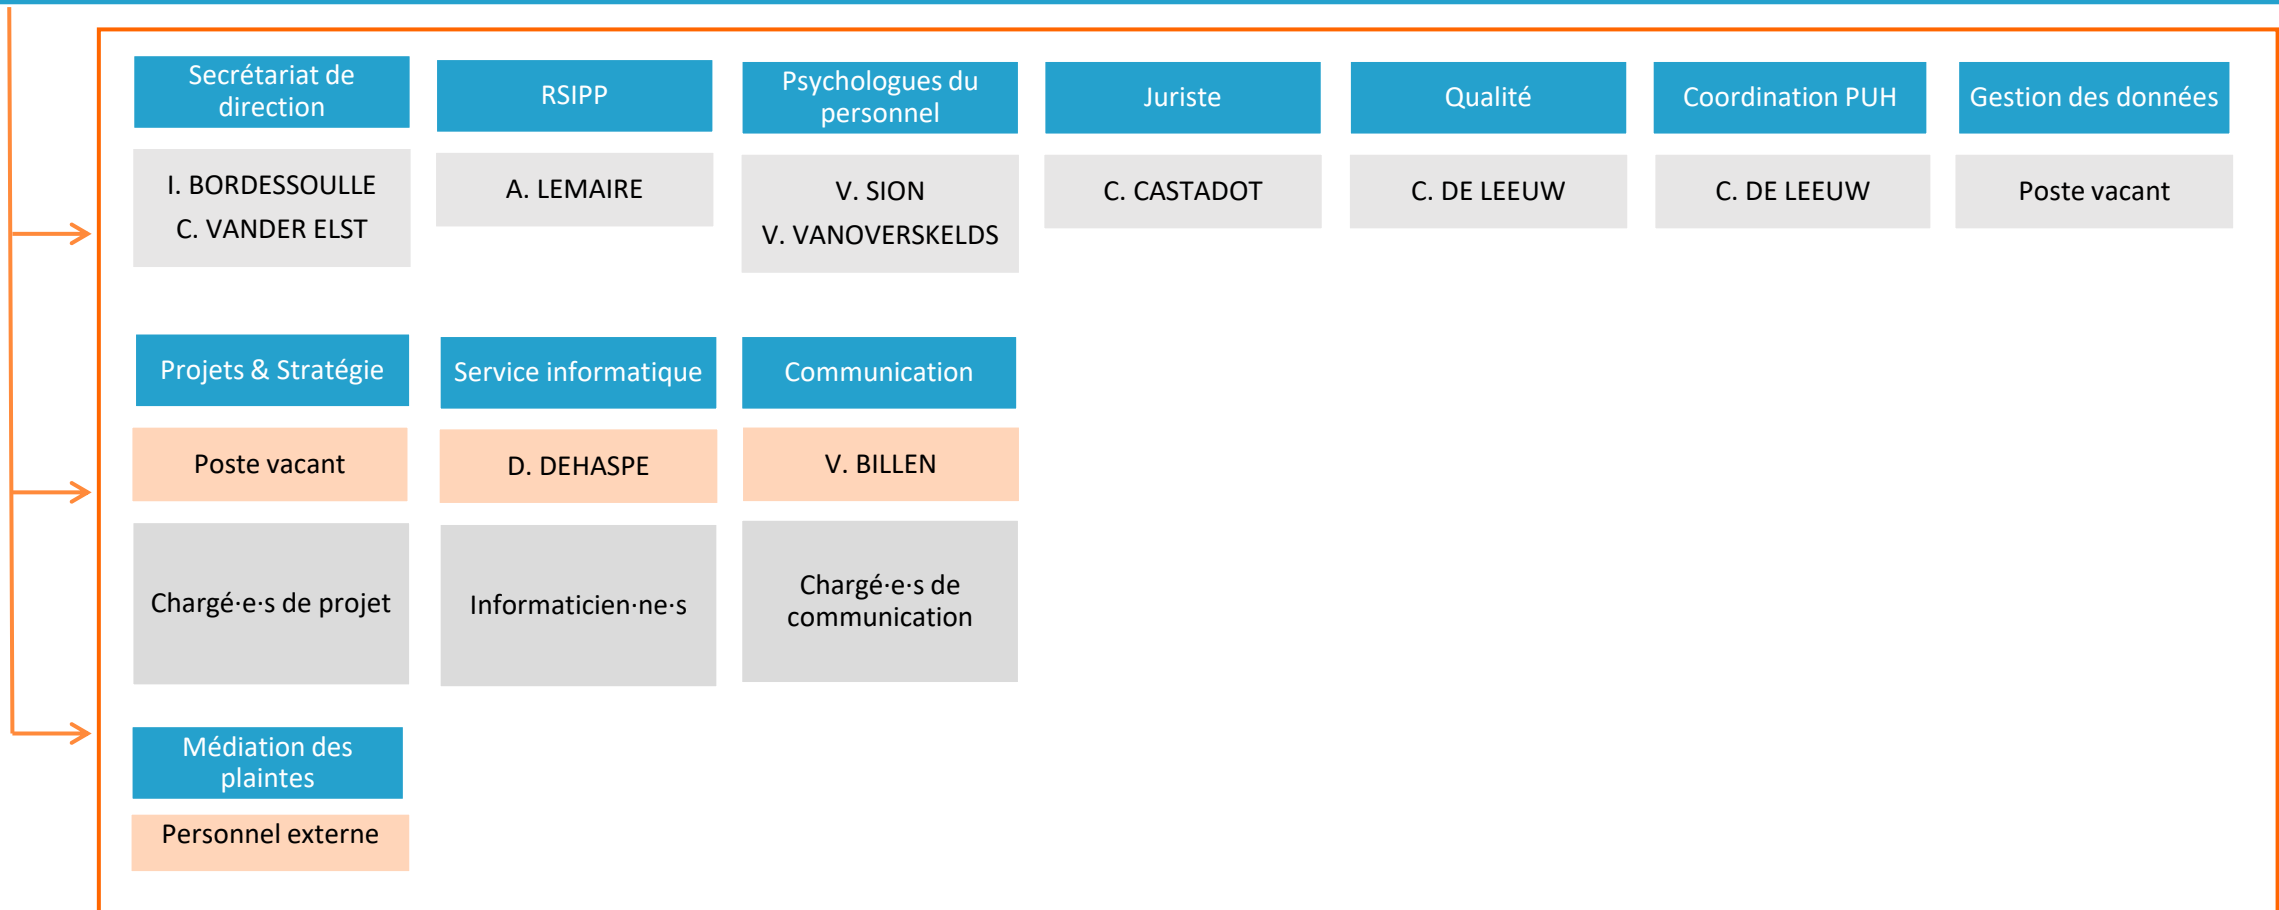 Secrétariat de
direction
RSIPP
Psychologues du
personnel
Juriste
Qualité
Coordination PUH
Gestion des données
I. BORDESSOULLE
C. VANDER ELST
A. LEMAIRE
V. SION
V. VANOVERSKELDS
C. CASTADOT
C. DE LEEUW
C. DE LEEUW
Poste vacant
Projets & Stratégie
Service informatique
Communication
Poste vacant
D. DEHASPE
V. BILLEN
Chargé·e·s de projet
Informaticien·ne·s
Chargé·e·s de
communication
Médiation des
plaintes
Personnel externe